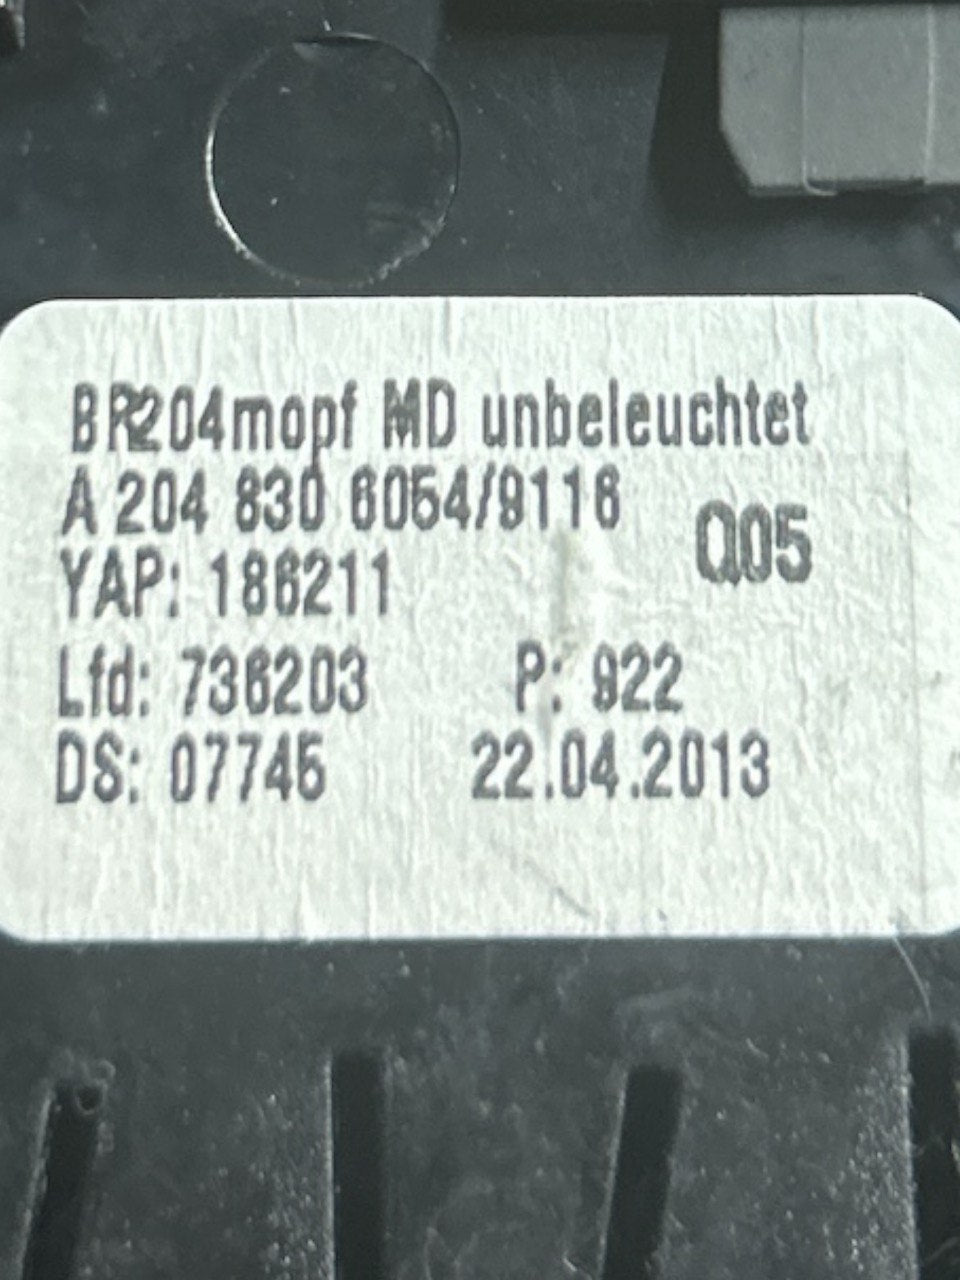 BR204mopf MD unbeleuchtet
A 204 830 6054/9116
Q05
YAP: 186211
Lfd: 736203 P: 922
DS: 07745 22.04.2013